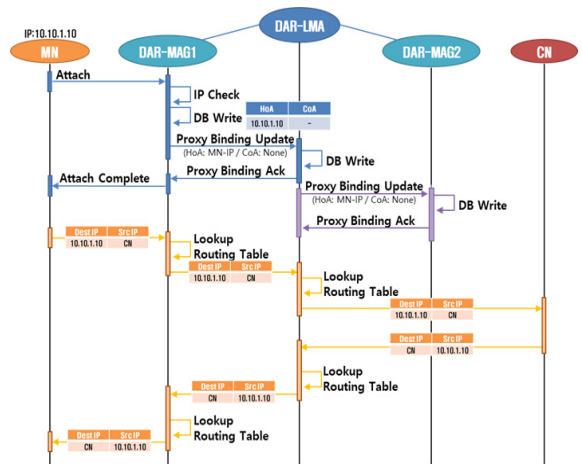 IP:10.10.1.10
MN
DAR-MAG1
DAR-LMA
DAR-MAG2
CN
Attach
IP Check
DB Write
HoA CoA
10.10.1.10 -
Proxy Binding Update
(HoA: MN-IP / CoA: None)
DB Write
Proxy Binding Ack
Attach Complete
Proxy Binding Update
(HoA: MN-IP / CoA: None)
DB Write
Proxy Binding Ack
Dest IP Src IP
10.10.1.10 CN
Lookup
Routing Table
Dest IP Src IP
10.10.1.10 CN
Lookup
Routing Table
Dest IP Src IP
10.10.1.10 CN
Dest IP Src IP
CN 10.10.1.10
Lookup
Routing Table
Dest IP Src IP
CN 10.10.1.10
Lookup
Routing Table
Dest IP Src IP
CN 10.10.1.10